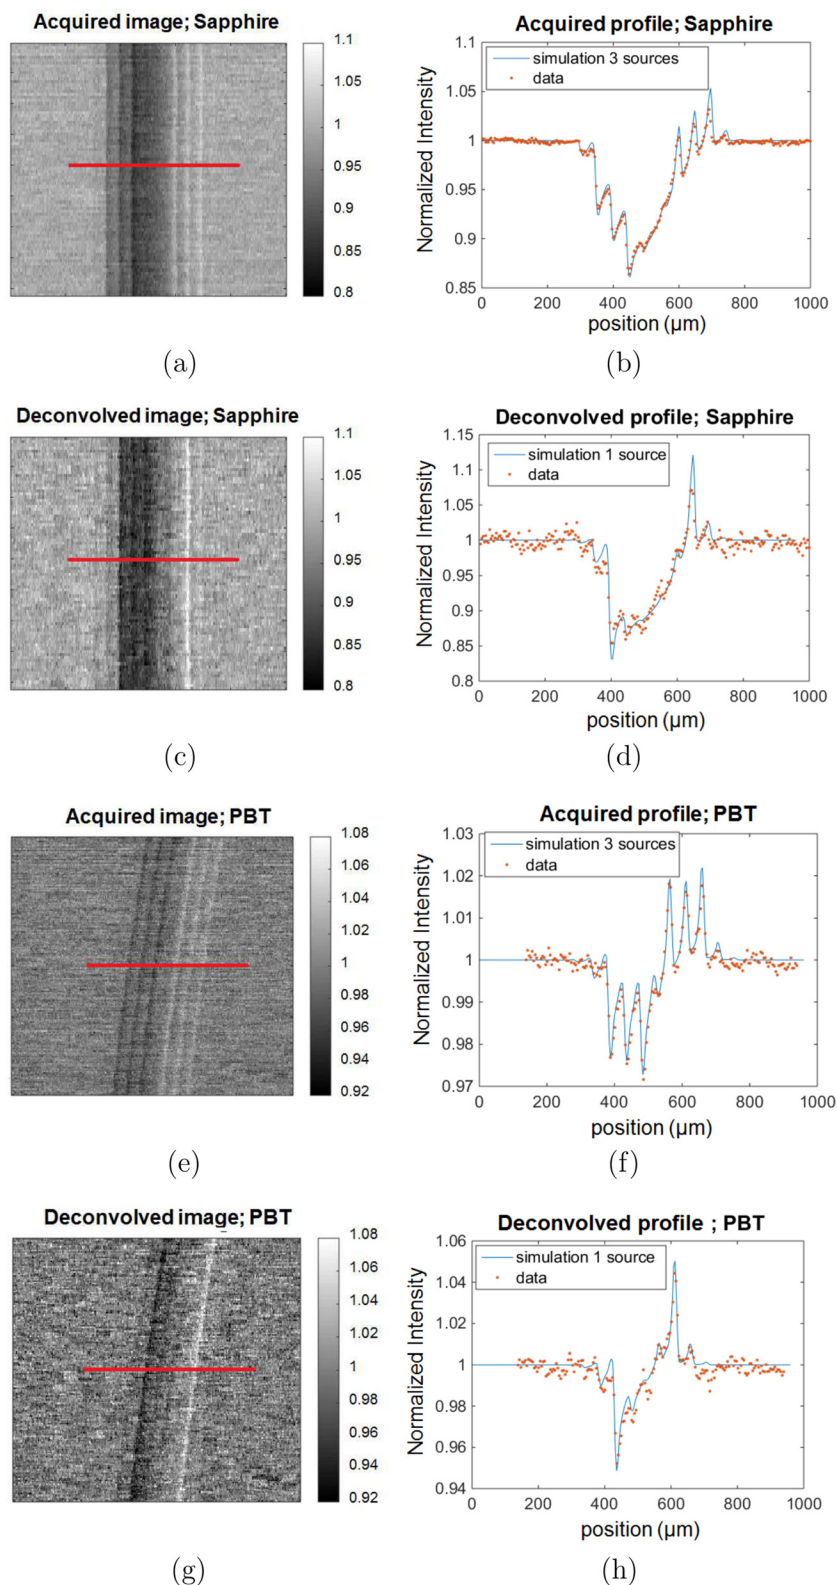 Acquired image; Sapphire
1.1
1.05
1
0.95
0.9
0.85
0.8
(a)
Acquired profile; Sapphire
simulation 3 sources
data
Normalized Intensity
1.1
1.05
1
0.95
0.9
0.85
0 200 400 600 800 1000
position (μm)
(b)
Deconvolved image; Sapphire
1.1
1.05
1
0.95
0.9
0.85
0.8
(c)
Deconvolved profile; Sapphire
simulation 1 source
data
Normalized Intensity
1.15
1.1
1.05
1
0.95
0.9
0.85
0.8
0 200 400 600 800 1000
position (μm)
(d)
Acquired image; PBT
1.08
1.06
1.04
1.02
1.00
0.98
0.96
0.94
0.92
(e)
Acquired profile; PBT
simulation 3 sources
data
Normalized Intensity
1.03
1.02
1.01
1
0.99
0.98
0.97
0 200 400 600 800 1000
position (μm)
(f)
Deconvolved image; PBT
1.08
1.06
1.04
1.02
1.00
0.98
0.96
0.94
0.92
(g)
Deconvolved profile ; PBT
simulation 1 source
data
Normalized Intensity
1.06
1.04
1.02
1
0.98
0.96
0.94
0 200 400 600 800 1000
position (μm)
(h)